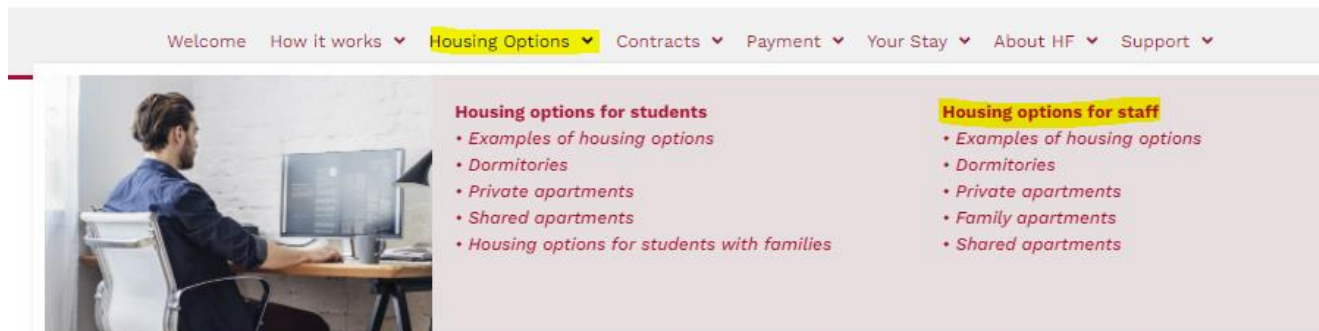 Welcome How it works Housing Options Contracts Payment Your Stay About HF Support
Housing options for students
• Examples of housing options
• Dormitories
• Private apartments
• Shared apartments
• Housing options for students with families
Housing options for staff
• Examples of housing options
• Dormitories
• Private apartments
• Family apartments
• Shared apartments